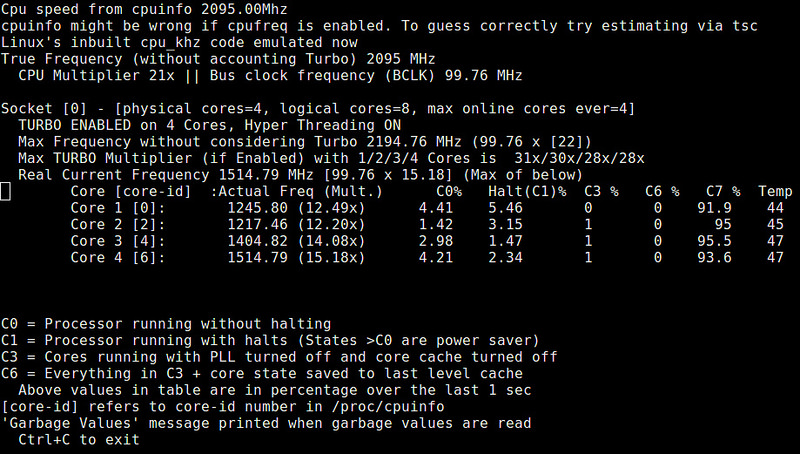 Cpu speed from cpuinfo 2095.00Mhz
cpuinfo might be wrong if cpufreq is enabled. To guess correctly try estimating via tsc
Linux's inbuilt cpu_khz code emulated now
True Frequency (without accounting Turbo) 2095 MHz
  CPU Multiplier 21x || Bus clock frequency (BCLK) 99.76 MHz

Socket [0] - [physical cores=4, logical cores=8, max online cores ever=4]
  TURBO ENABLED on 4 Cores, Hyper Threading ON
  Max Frequency without considering Turbo 2194.76 MHz (99.76 x [22])
  Max TURBO Multiplier (if Enabled) with 1/2/3/4 Cores is  31x/30x/28x/28x
  Real Current Frequency 1514.79 MHz [99.76 x 15.18] (Max of below)
        Core [core-id]  :Actual Freq (Mult.)      C0%   Halt(C1)%  C3 %   C6 %   C7 %  Temp
        Core 1 [0]:       1245.80 (12.49x)      4.41    5.46       0       0    91.9    44
        Core 2 [2]:       1217.46 (12.20x)      1.42    3.15       1       0      95    45
        Core 3 [4]:       1404.82 (14.08x)      2.98    1.47       1       0    95.5    47
        Core 4 [6]:       1514.79 (15.18x)      4.21    2.34       1       0    93.6    47

C0 = Processor running without halting
C1 = Processor running with halts (States >C0 are power saver)
C3 = Cores running with PLL turned off and core cache turned off
C6 = Everything in C3 + core state saved to last level cache
  Above values in table are in percentage over the last 1 sec
[core-id] refers to core-id number in /proc/cpuinfo
'Garbage Values' message printed when garbage values are read
  Ctrl+C to exit